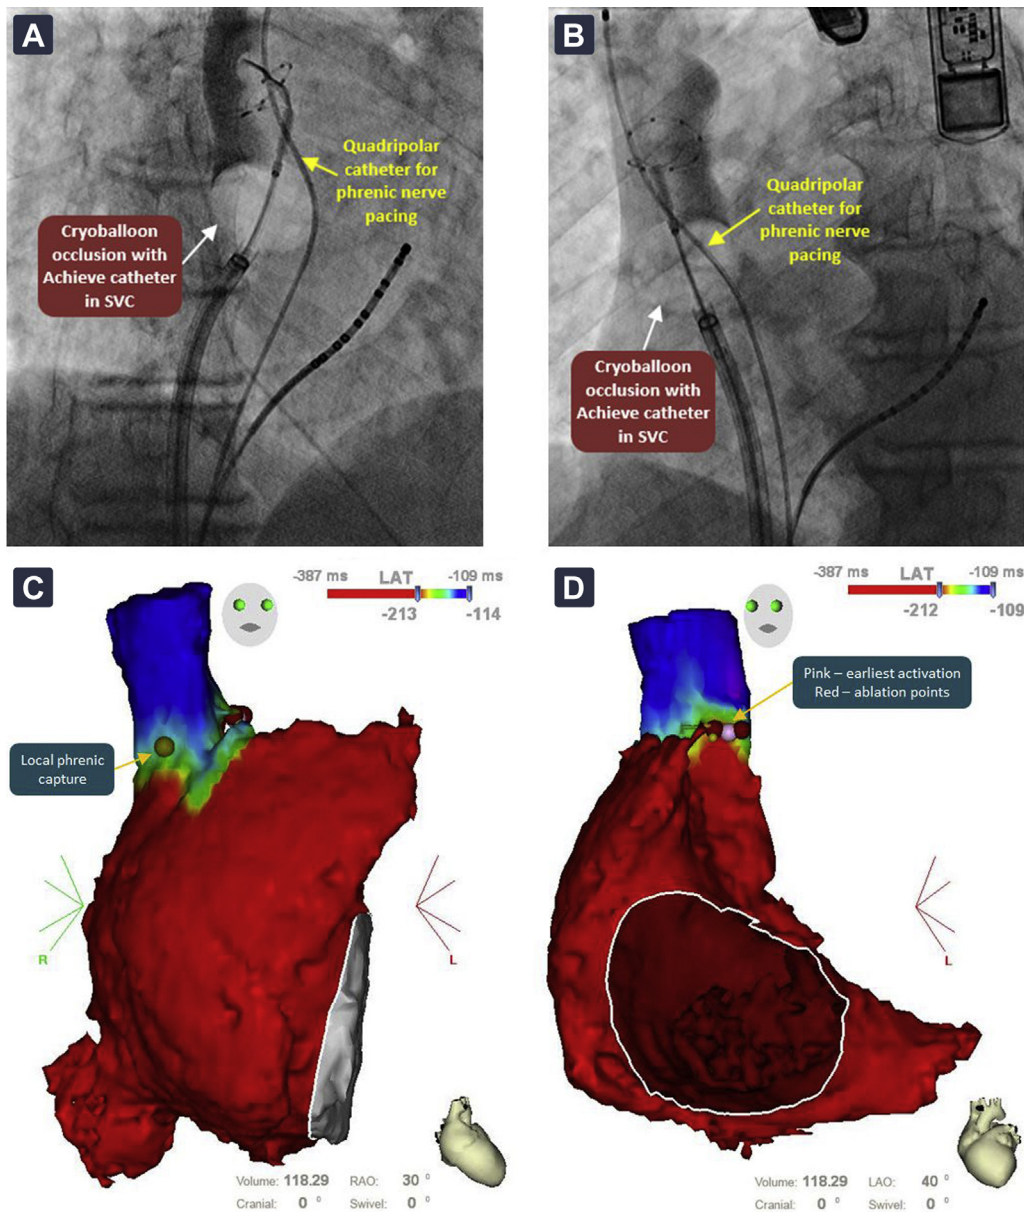 A
Quadripolar
catheter for
phrenic nerve
pacing
Cryoballoon
occlusion with
Achieve catheter
in SVC
B
Quadripolar
catheter for
phrenic nerve
pacing
Cryoballoon
occlusion with
Achieve catheter
in SVC
C
-387 ms LAT -109 ms
-213 -114
Local phrenic
capture
R
L
Volume: 118.29 RAO: 30 °
Cranial: 0 ° Swivel: 0 °
D
-387 ms LAT -109 ms
-212 -109
Pink – earliest activation
Red – ablation points
L
Volume: 118.29 LAO: 40 °
Cranial: 0 ° Swivel: 0 °